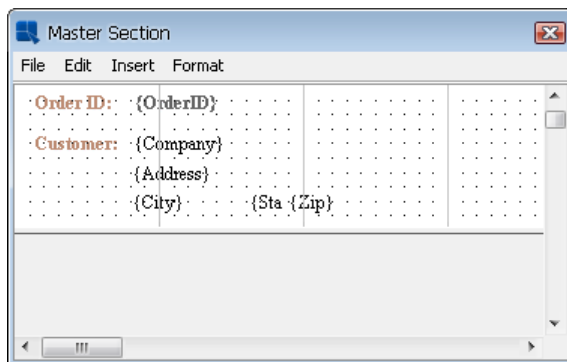 Master Section
File Edit Insert Format
Order ID: {OrderID}
Customer: {Company}
{Address}
{City} {Sta {Zip}